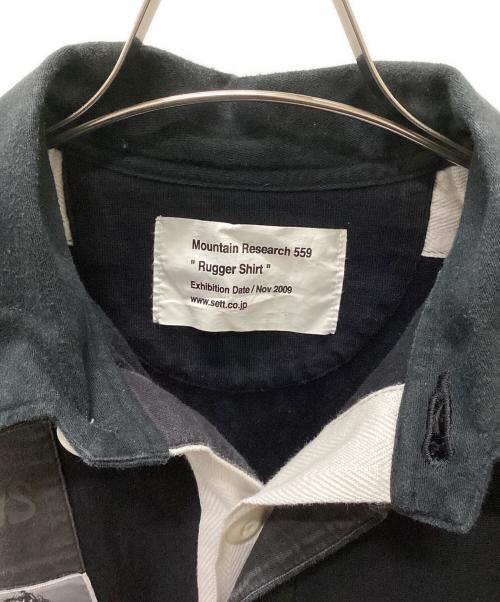 Mountain Research 559
" Rugger Shirt "
Exhibition Date / Nov 2009
www.sett.co.jp